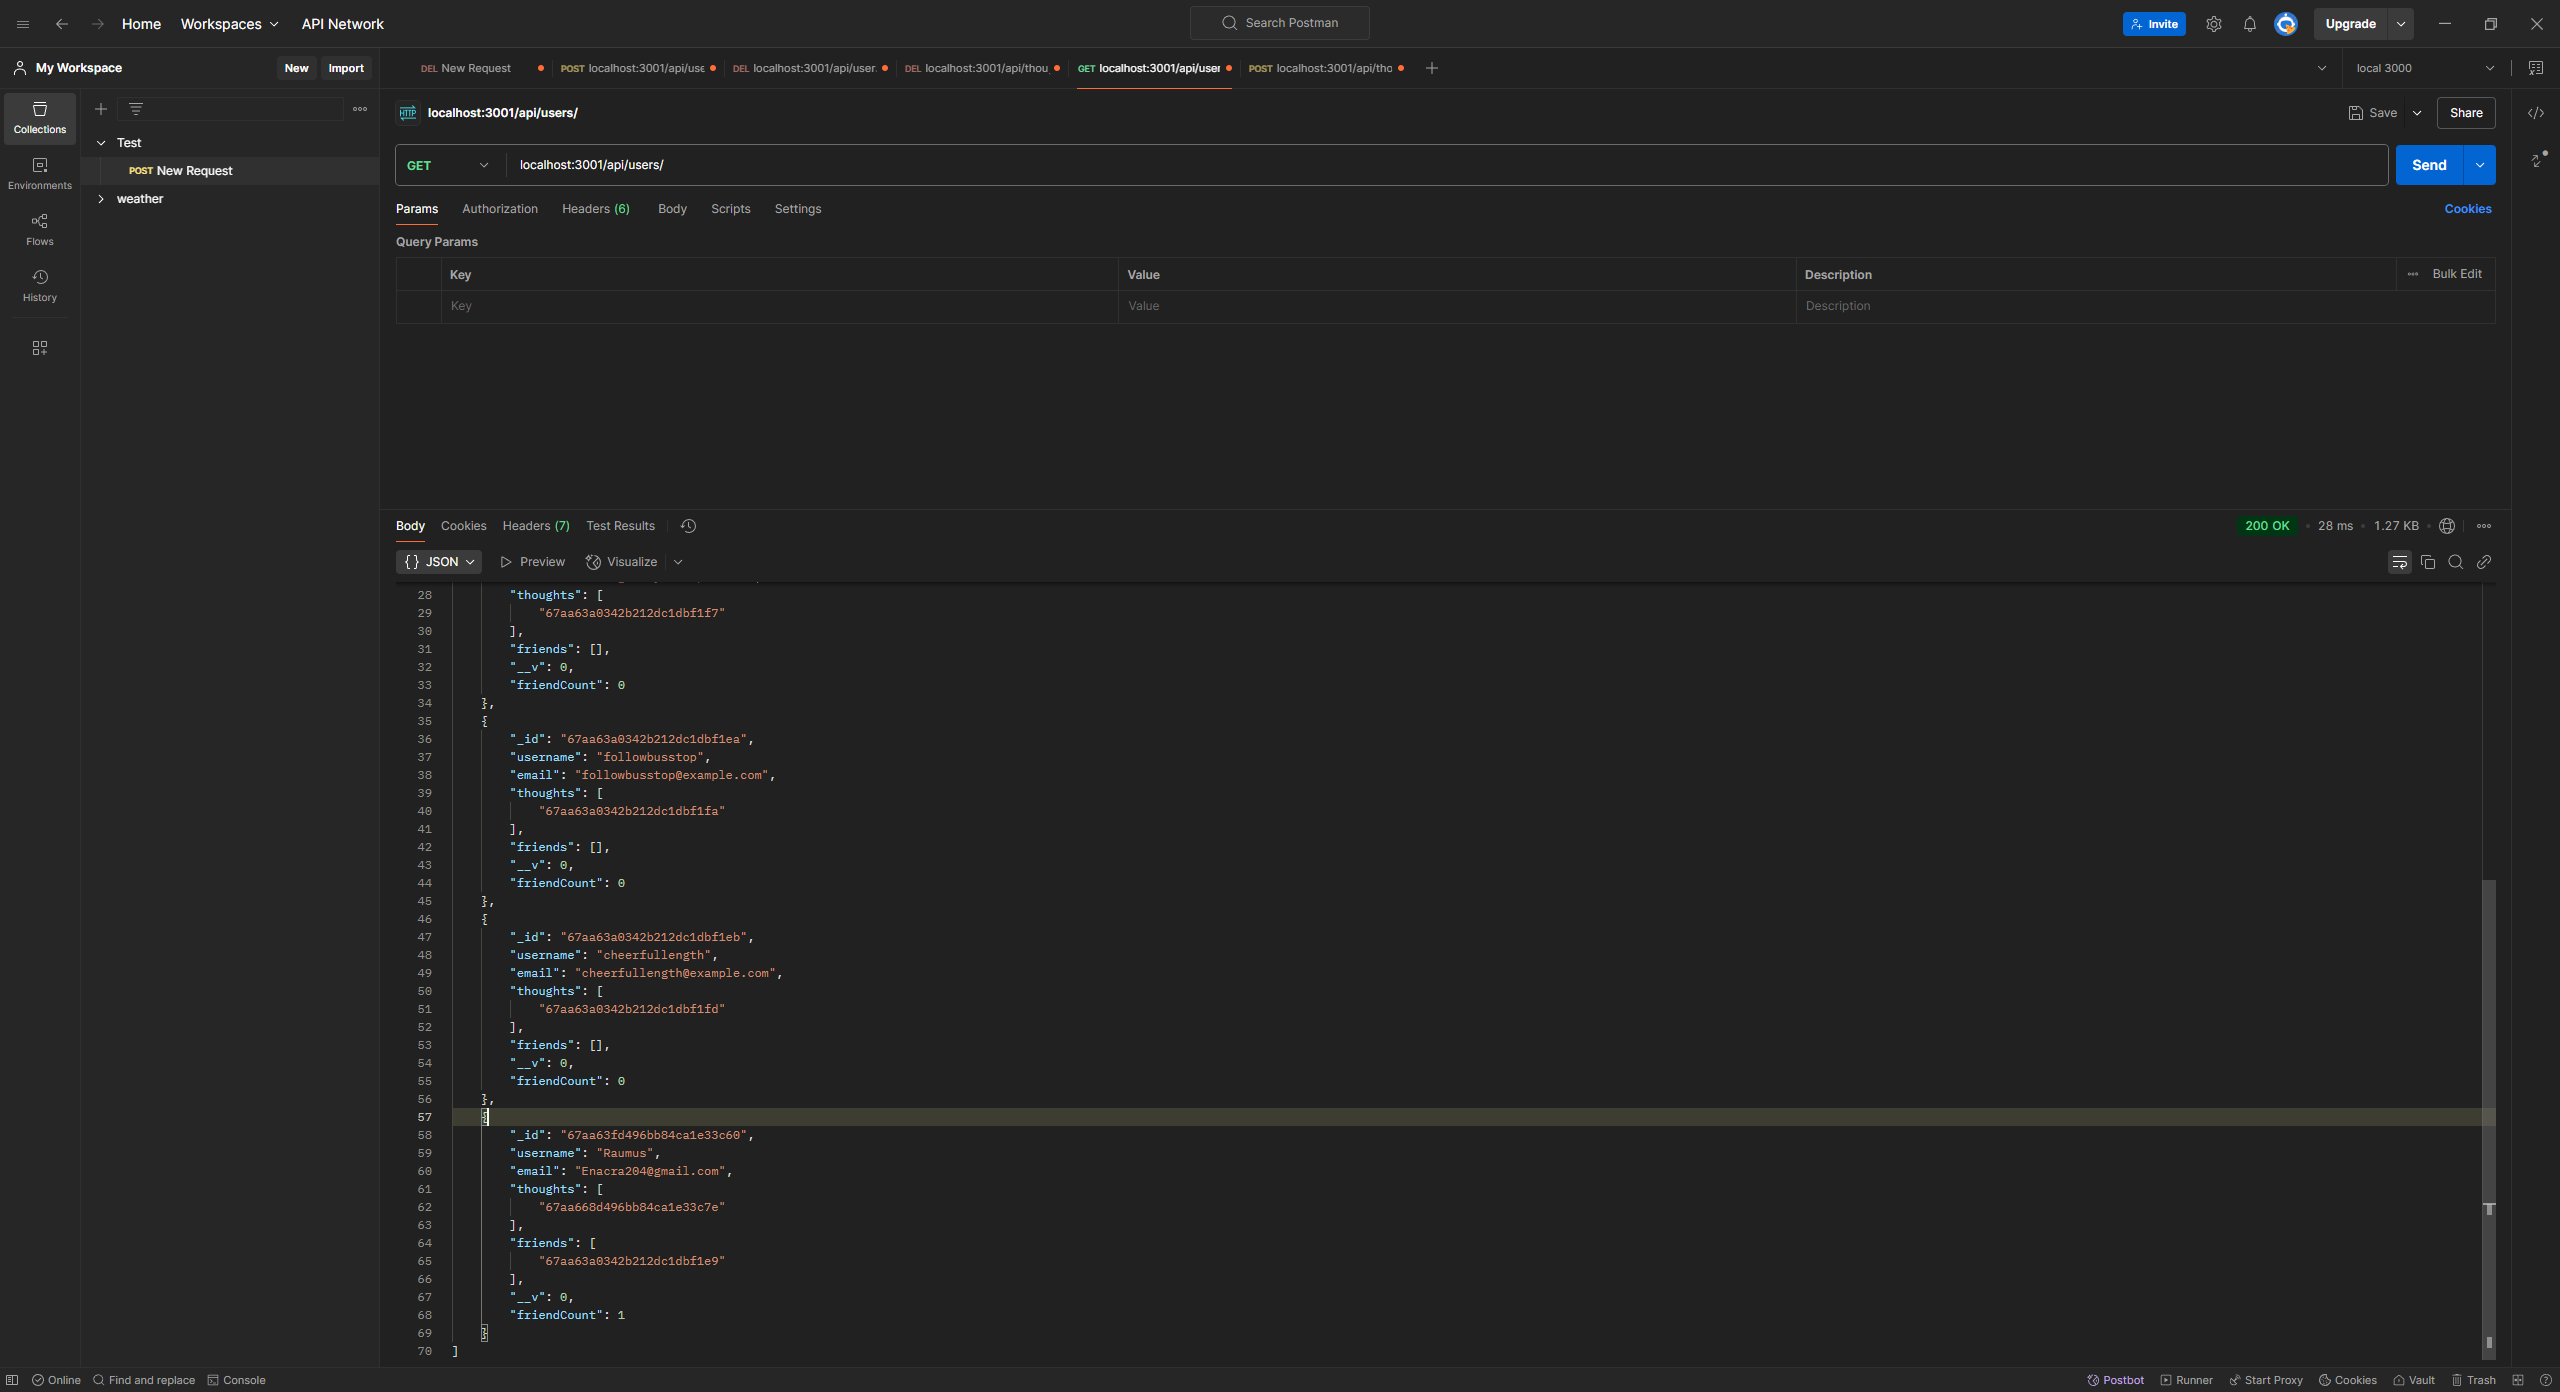 Home Workspaces API Network Search Postman Invite Upgrade
My Workspace New Import
DEL New Request POST localhost:3001/api/use DEL localhost:3001/api/user. DEL localhost:3001/api/thou GET localhost:3001/api/user POST localhost:3001/api/tho local 3000
Collections
Environments
Flows
History
Test
POST New Request
weather
HTTP localhost:3001/api/users/ Save Share
GET localhost:3001/api/users/ Send
Params Authorization Headers (6) Body Scripts Settings Cookies
Query Params
Key Value Description Bulk Edit
Key Value Description
Body Cookies Headers (7) Test Results 200 OK 28 ms 1.27 KB
{} JSON Preview Visualize
28 "thoughts": [
29 "67aa63a0342b212dc1dbf1f7"
30 ],
31 "friends": [],
32 "__v": 0,
33 "friendCount": 0
34 },
35 {
36 "_id": "67aa63a0342b212dc1dbf1ea",
37 "username": "followbusstop",
38 "email": "followbusstop@example.com",
39 "thoughts": [
40 "67aa63a0342b212dc1dbf1fa"
41 ],
42 "friends": [],
43 "__v": 0,
44 "friendCount": 0
45 },
46 {
47 "_id": "67aa63a0342b212dc1dbf1eb",
48 "username": "cheerfullength",
49 "email": "cheerfullength@example.com",
50 "thoughts": [
51 "67aa63a0342b212dc1dbf1fd"
52 ],
53 "friends": [],
54 "__v": 0,
55 "friendCount": 0
56 },
57 {
58 "_id": "67aa63fd496bb84ca1e33c60",
59 "username": "Raumus",
60 "email": "Enacra204@gmail.com",
61 "thoughts": [
62 "67aa668d496bb84ca1e33c7e"
63 ],
64 "friends": [
65 "67aa63a0342b212dc1dbf1e9"
66 ],
67 "__v": 0,
68 "friendCount": 1
69 }
70 ]
Online Find and replace Console Postbot Runner Start Proxy Cookies Vault Trash